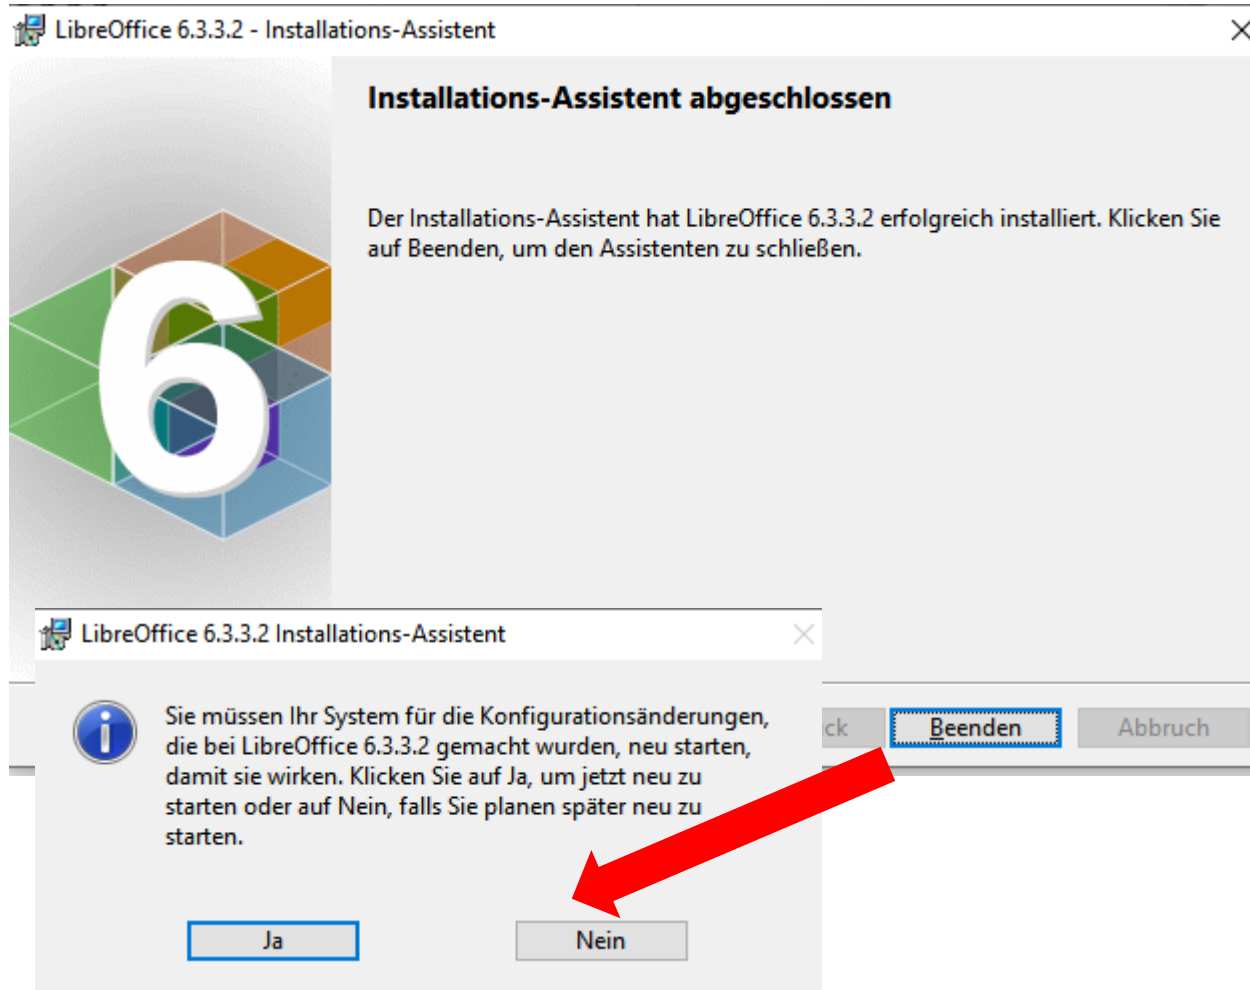 LibreOffice 6.3.3.2 - Installations-Assistent
Installations-Assistent abgeschlossen
Der Installations-Assistent hat LibreOffice 6.3.3.2 erfolgreich installiert. Klicken Sie
auf Beenden, um den Assistenten zu schließen.
6
ck
Beenden
Abbruch
LibreOffice 6.3.3.2 Installations-Assistent
Sie müssen Ihr System für die Konfigurationsänderungen,
die bei LibreOffice 6.3.3.2 gemacht wurden, neu starten,
damit sie wirken. Klicken Sie auf Ja, um jetzt neu zu
starten oder auf Nein, falls Sie planen später neu zu
starten.
Ja
Nein